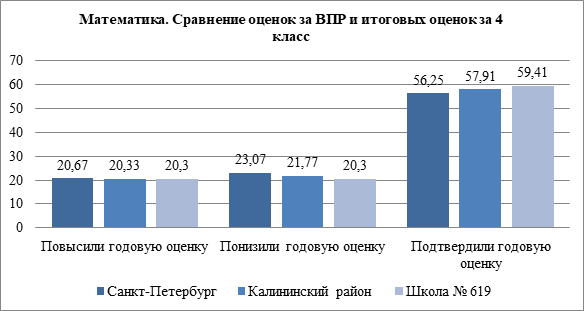 Математика. Сравнение оценок за ВПР и итоговых оценок за 4
класс
70
60
50
40
30
20
10
0
20,67 20,33 20,3
23,07 21,77 20,3
56,25 57,91 59,41
Повысили годовую оценку
Понизили годовую оценку
Подтвердили годовую
оценку
Санкт-Петербург Калининский район Школа № 619